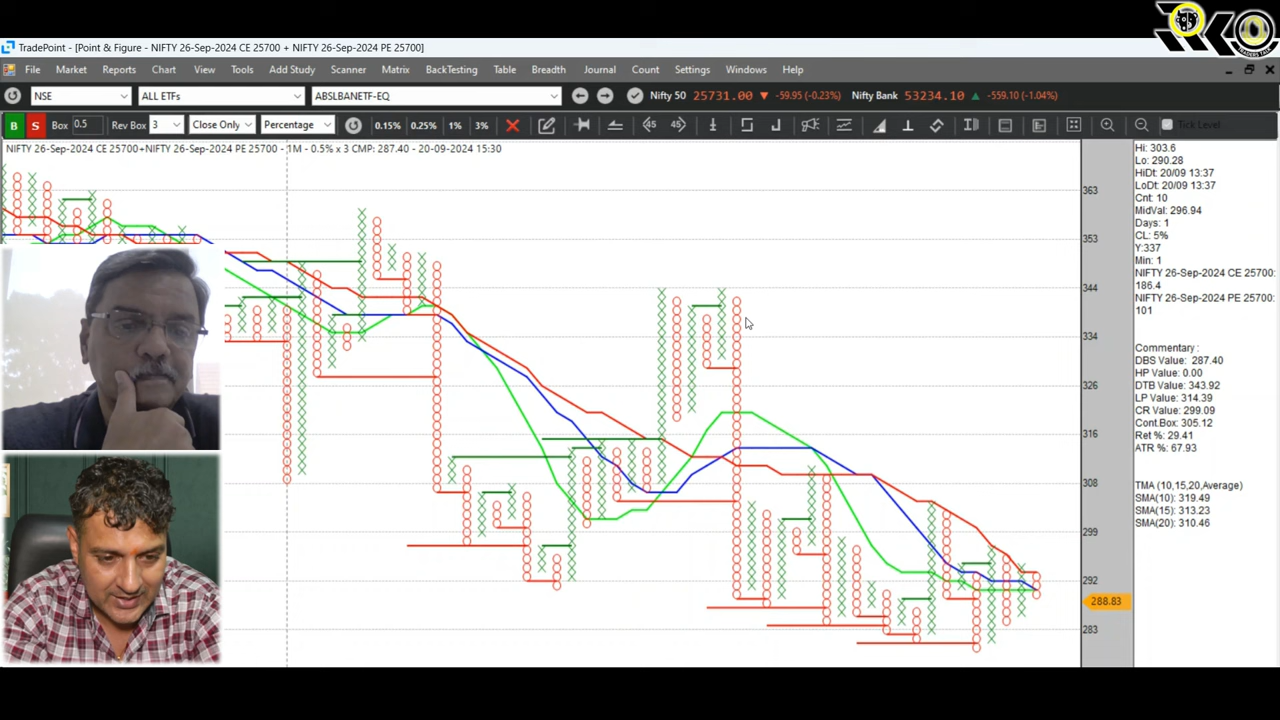 RKO
TRADERS TALK
TradePoint - [Point & Figure - NIFTY 26-Sep-2024 CE 25700 + NIFTY 26-Sep-2024 PE 25700]
File Market Reports Chart View Tools Add Study Scanner Matrix BackTesting Table Breadth Journal Count Settings Windows Help
NSE ALL ETFs ABSLBANETF-EQ Nifty 50 25731.00 ▼ -59.95 (-0.23%) Nifty Bank 53234.10 ▲ -559.10 (-1.04%)
B S Box 0.5 Rev Box 3 Close Only Percentage 0.15% 0.25% 1% 3% 45 45 Tick Level
NIFTY 26-Sep-2024 CE 25700+NIFTY 26-Sep-2024 PE 25700 - 1M - 0.5% x 3 CMP: 287.40 - 20-09-2024 15:30
363
353
344
334
326
316
308
299
292
288.83
283
Hi: 303.6
Lo: 290.28
HiDt: 20/09 13:37
LoDt: 20/09 13:37
Cnt: 10
MidVal: 296.94
Days: 1
CL: 5%
Y:337
Min: 1
NIFTY 26-Sep-2024 CE 25700:
186.4
NIFTY 26-Sep-2024 PE 25700:
101
Commentary :
DBS Value: 287.40
HP Value: 0.00
DTB Value: 343.92
LP Value: 314.39
CR Value: 299.09
Cont.Box: 305.12
Ret %: 29.41
ATR %: 67.93
TMA (10,15,20,Average)
SMA(10): 319.49
SMA(15): 313.23
SMA(20): 310.46